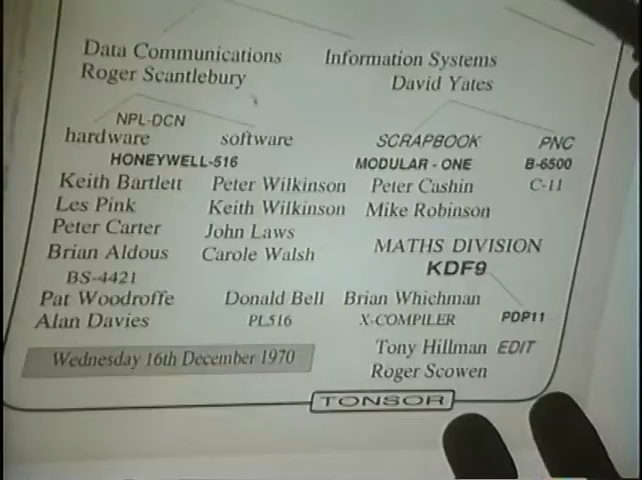 Data Communications Information Systems
Roger Scantlebury David Yates
NPL-DCN
hardware software SCRAPBOOK PNC
HONEYWELL-516 MODULAR - ONE B-6500
Keith Bartlett Peter Wilkinson Peter Cashin C-11
Les Pink Keith Wilkinson Mike Robinson
Peter Carter John Laws
Brian Aldous Carole Walsh MATHS DIVISION
BS-4421 KDF9
Pat Woodroffe Donald Bell Brian Whichman
Alan Davies PL516 X-COMPILER PDP11
Wednesday 16th December 1970 Tony Hillman EDIT
Roger Scowen
TONSOR